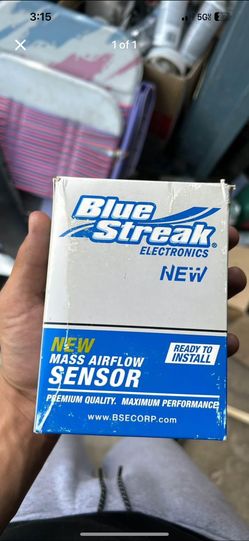 3:15
5G
1 of 1
Blue
Streak
ELECTRONICS
NEW
NEW
MASS AIRFLOW
SENSOR
READY TO
INSTALL
PREMIUM QUALITY. MAXIMUM PERFORMANCE
www.BSECORP.com